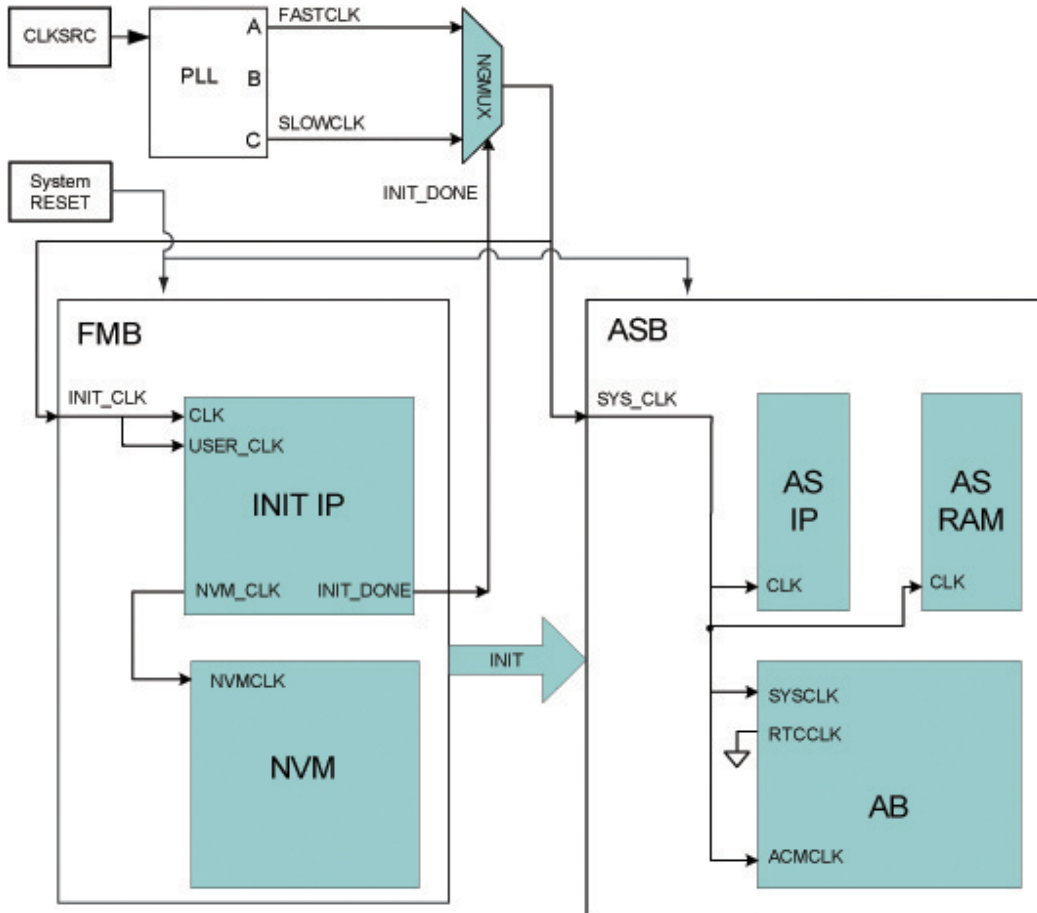 CLKSRC
PLL
A
B
C
FASTCLK
SLOWCLK
NGMUX
System
RESET
INIT_DONE
FMB
INIT_CLK
CLK
USER_CLK
INIT IP
NVM_CLK
INIT_DONE
NVMCLK
NVM
INIT
ASB
SYS_CLK
AS
IP
CLK
AS
RAM
CLK
SYSCLK
RTCCLK
AB
ACMCLK